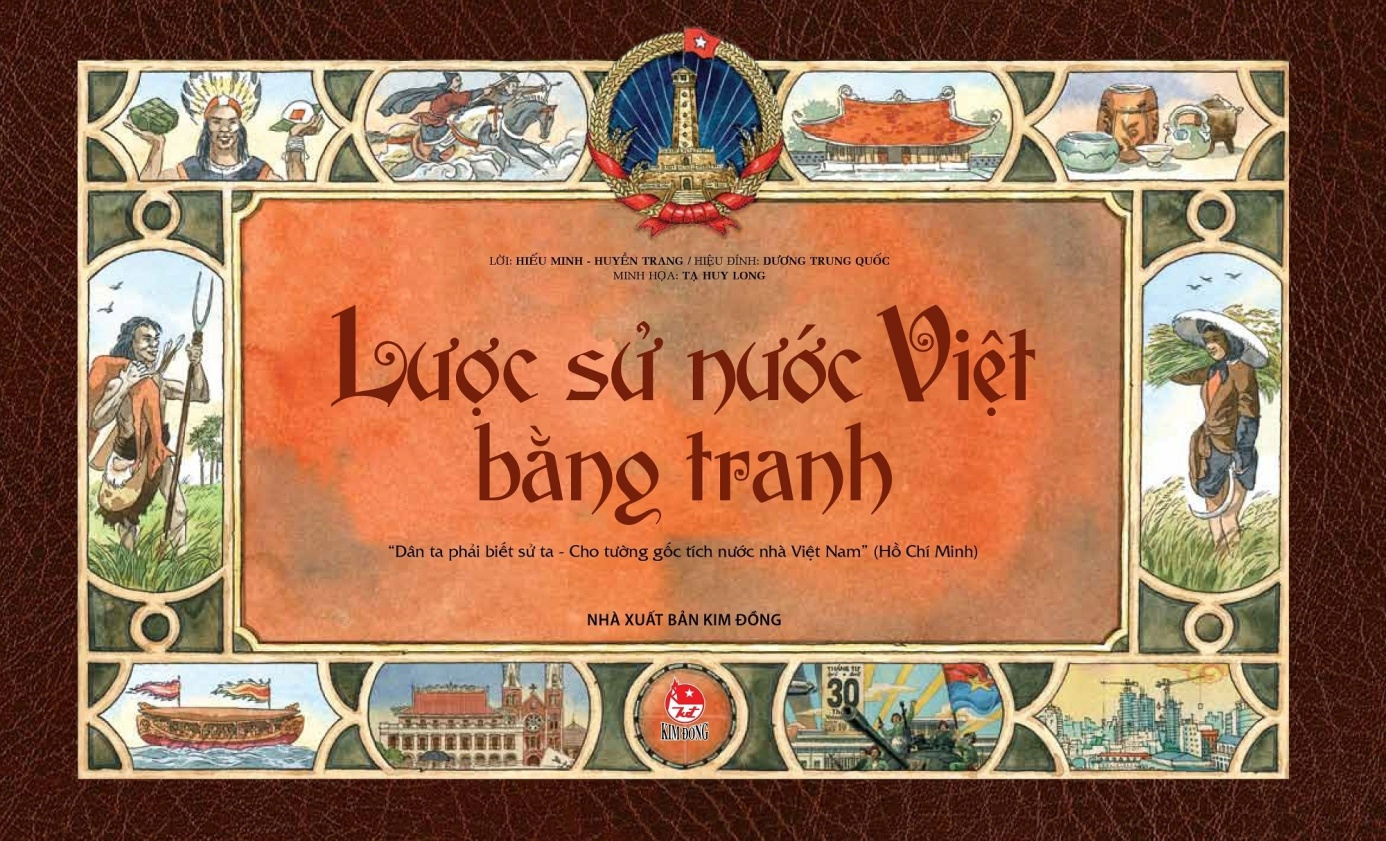 LỜI: HIẾU MINH - HUYỀN TRANG / HIỆU ĐÍNH: DƯƠNG TRUNG QUỐC
MINH HỌA: TẠ HUY LONG
Lược sử nước Việt
bằng tranh
“Dân ta phải biết sử ta - Cho tường gốc tích nước nhà Việt Nam” (Hồ Chí Minh)
NHÀ XUẤT BẢN KIM ĐỒNG
THÁNG TƯ
30
KIM ĐỒNG